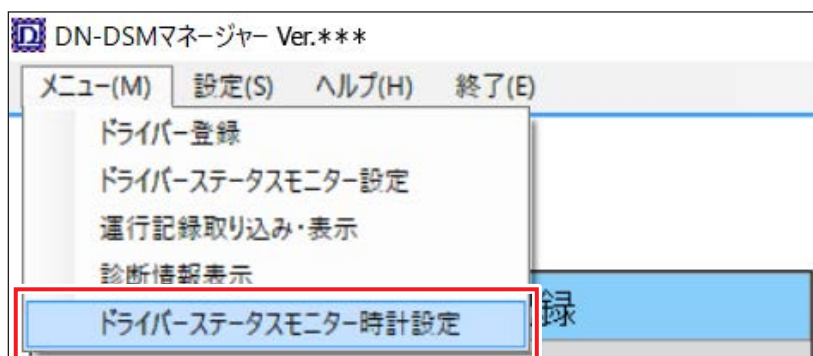 DN-DSMマネージャー Ver.***
メニュー(M) 設定(S) ヘルプ(H) 終了(E)
ドライバー登録
ドライバーステータスモニター設定
運行記録取り込み・表示
診断情報表示
ドライバーステータスモニター時計設定
録